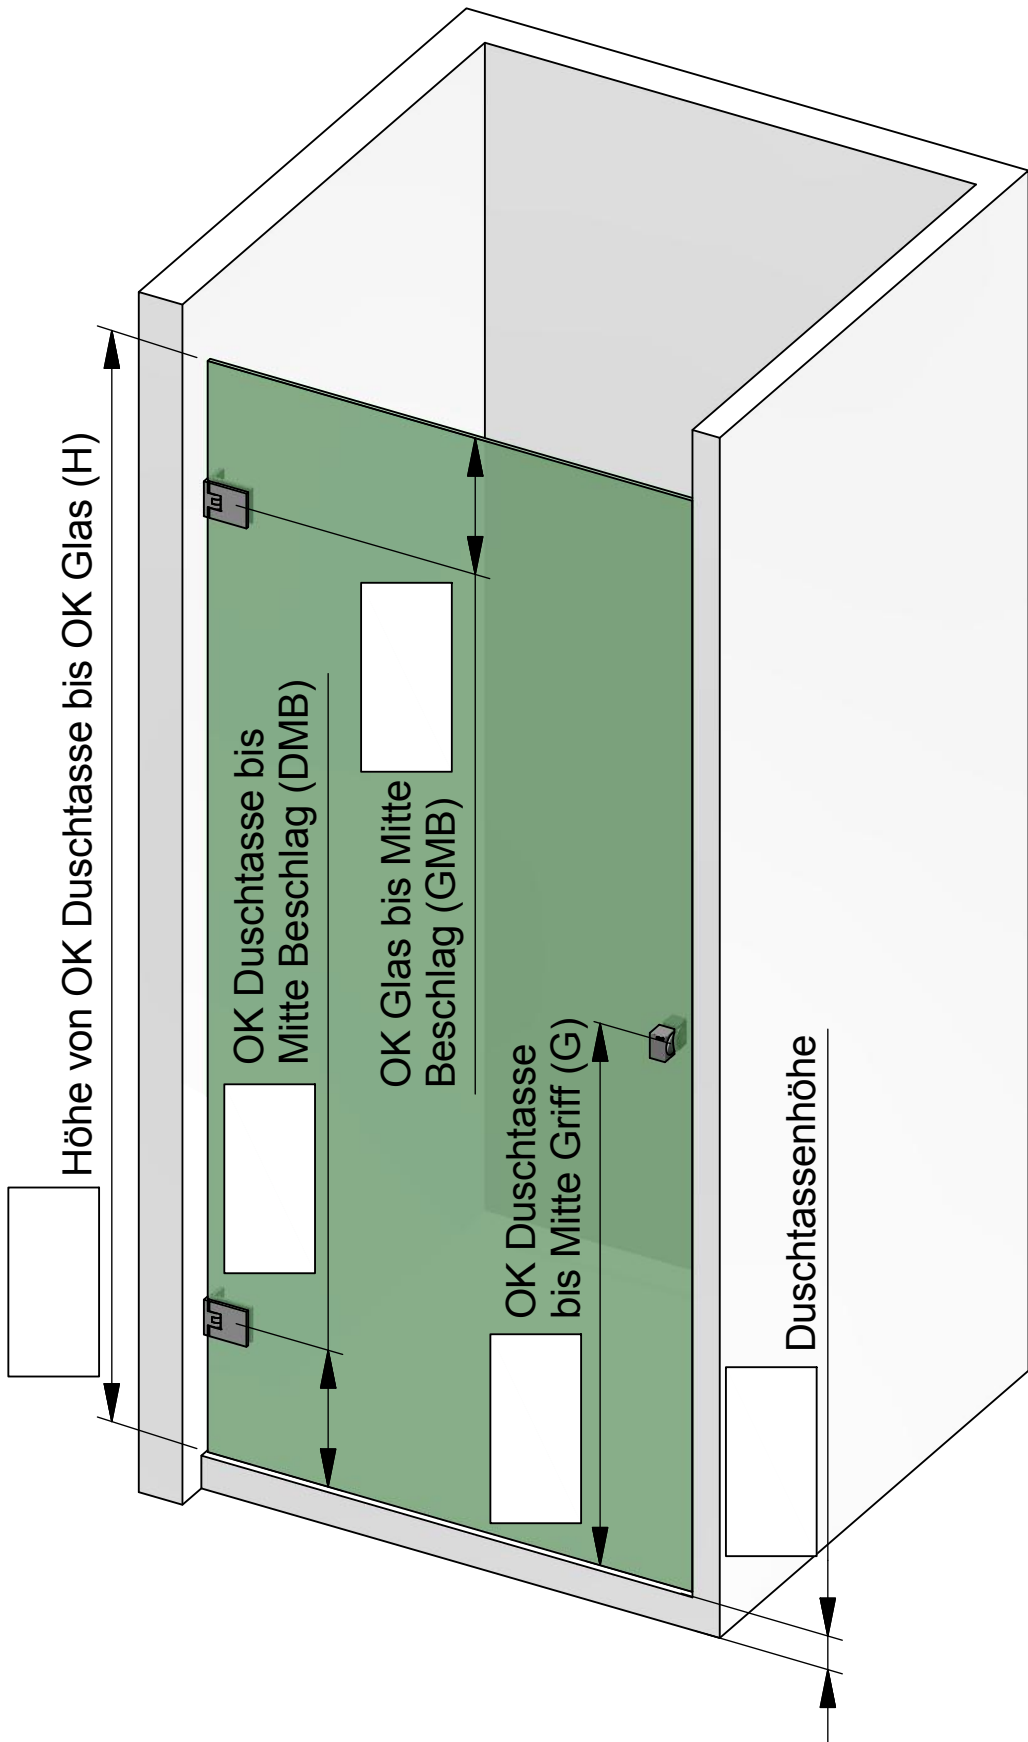 Höhe von OK Duschtasse bis OK Glas (H)
OK Duschtasse bis
Mitte Beschlag (DMB)
OK Glas bis Mitte
Beschlag (GMB)
OK Duschtasse
bis Mitte Griff (G)
Duschtassenhöhe